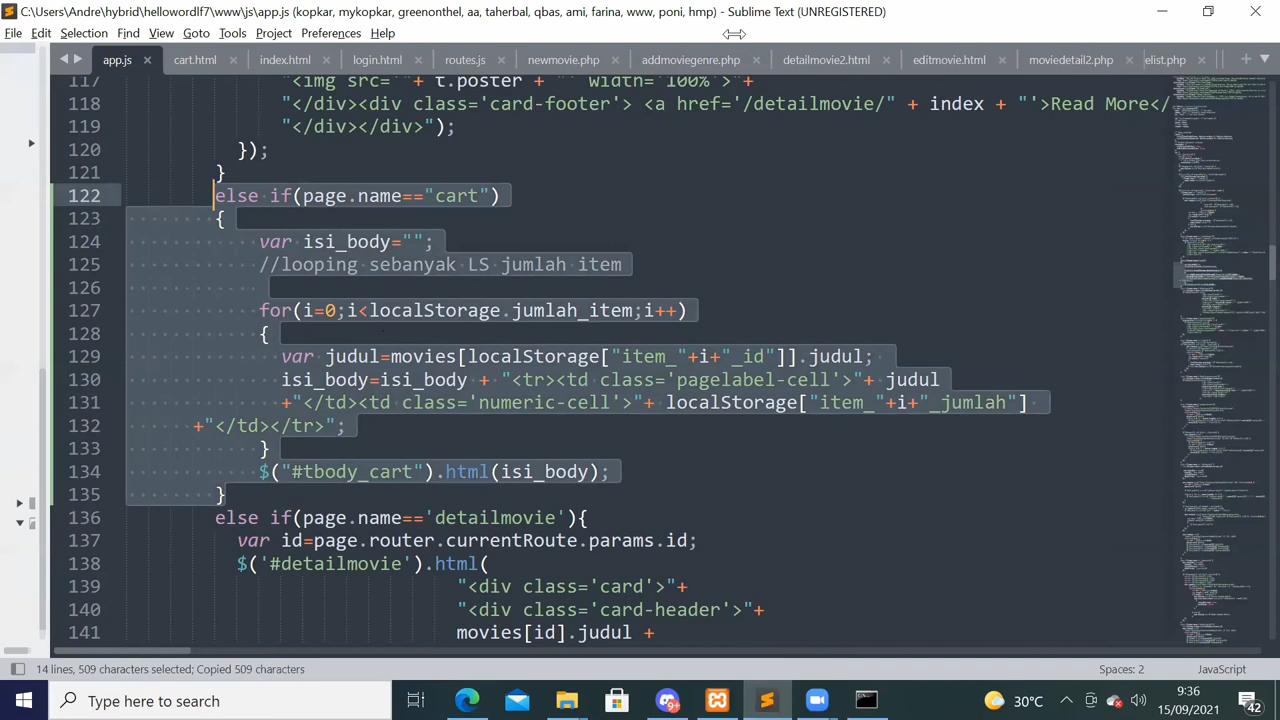 C:\Users\Andre\hybrid\helloworldlf7\www\js\app.js (kopkar, mykopkar, greenotelhel, aa, taherbal, qbas, ami, farina, www, poni, hmp) - Sublime Text (UNREGISTERED)
File Edit Selection Find View Goto Tools Project Preferences Help
app.js cart.html index.html login.html routes.js newmovie.php addmoviegenre.php detailmovie2.html editmovie.html moviedetail2.php elist.php
117 "<img src='"+ t.poster + "' width='100%'>"+
118 "</div><div class='card-footer'> <a href='/detailmovie/" + index + "'>Read More</
119 "</div></div>");
120 });
121 }
122 else if(page.name=="cart")
123 {
124 var isi_body="";
125 //looping sebanyak LS jumlah item
126
127 for(i=0;i<localStorage.jumlah_item;i++)
128 {
129 var judul=movies[localStorage["item_"+i+"_id"]].judul;
130 isi_body=isi_body + "<tr><td class='pagelabel-cell'>"+ judul
131 +"</td><td class='numeric-cell'>"+ localStorage["item_"+i+"_jumlah"]
132 +"</td></tr>";
133 }
134 $("#tbody_cart").html(isi_body);
135 }
136 else if(page.name=='detailmovie'){
137 var id=page.router.currentRoute.params.id;
138 $('#detailmovie').html(
139 "<div class='card'>"+
140 "<div class='card-header'>"+
141 movies[id].judul +
14 lines, 509 characters selected; Copied 509 characters Spaces: 2 JavaScript
Type here to search 30°C 9:36
15/09/2021 42